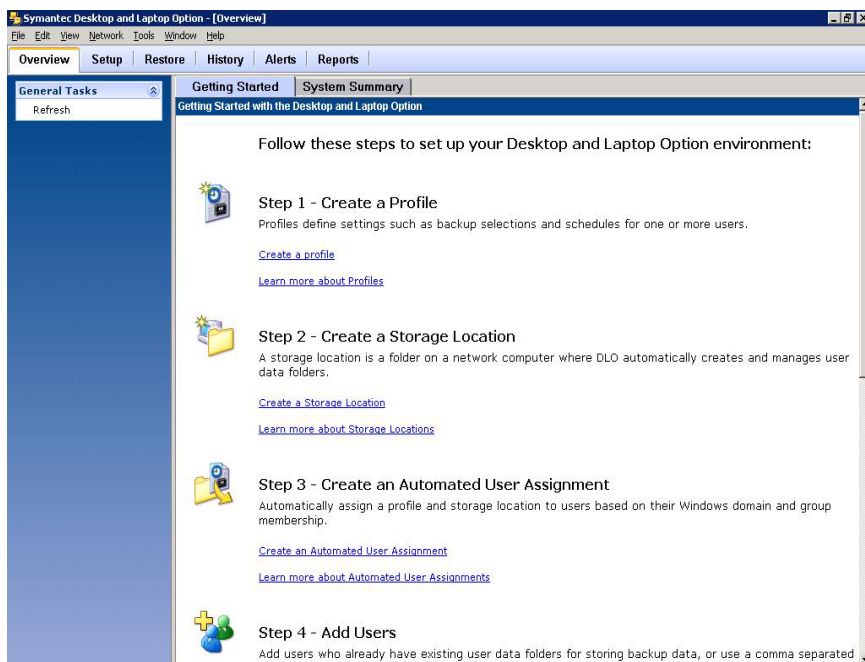 Symantec Desktop and Laptop Option - [Overview]
File Edit View Network Tools Window Help
Overview Setup Restore History Alerts Reports
General Tasks
Refresh
Getting Started System Summary
Getting Started with the Desktop and Laptop Option
Follow these steps to set up your Desktop and Laptop Option environment:
Step 1 - Create a Profile
Profiles define settings such as backup selections and schedules for one or more users.
Create a profile
Learn more about Profiles
Step 2 - Create a Storage Location
A storage location is a folder on a network computer where DLO automatically creates and manages user
data folders.
Create a Storage Location
Learn more about Storage Locations
Step 3 - Create an Automated User Assignment
Automatically assign a profile and storage location to users based on their Windows domain and group
membership.
Create an Automated User Assignment
Learn more about Automated User Assignments
Step 4 - Add Users
Add users who already have existing user data folders for storing backup data, or use a comma separated